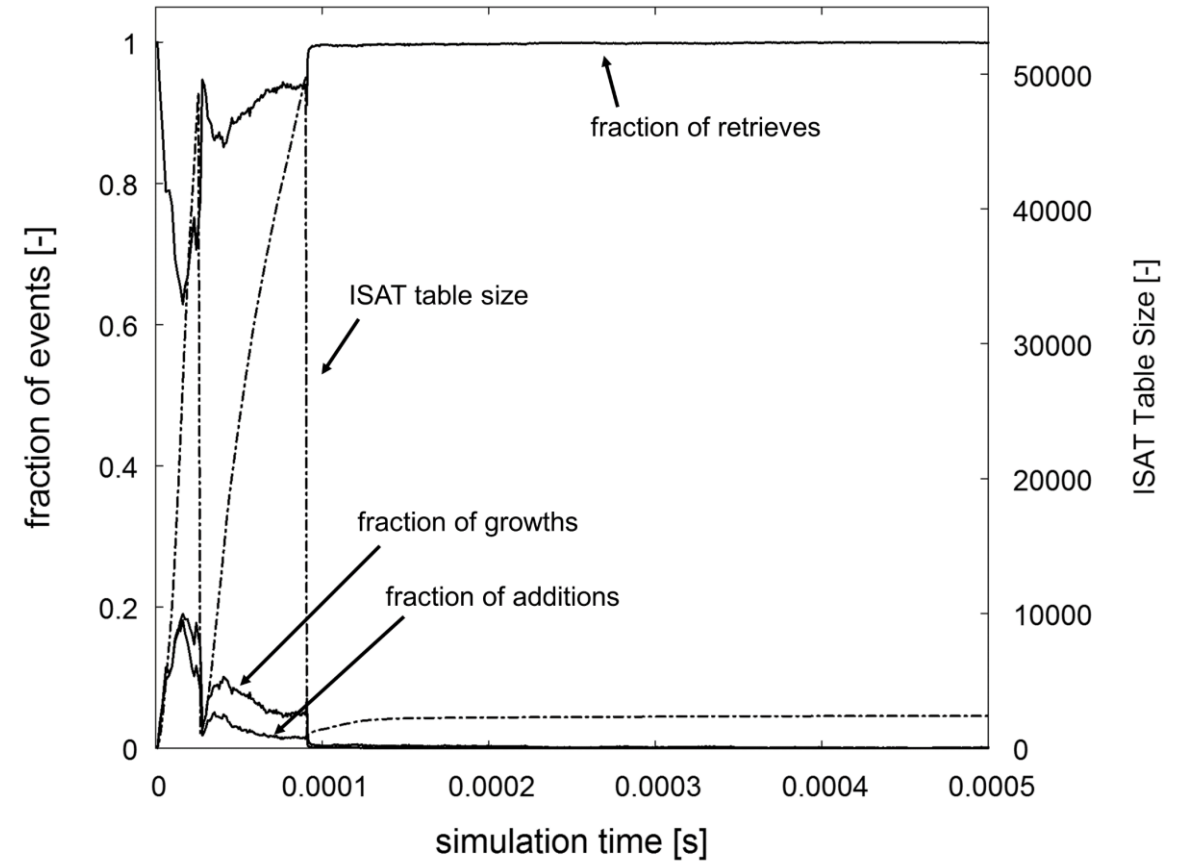 1
0.8
0.6
0.4
0.2
0
fraction of events [-]
50000
40000
30000
20000
10000
0
ISAT Table Size [-]
fraction of retrieves
ISAT table size
fraction of growths
fraction of additions
0
0.0001
0.0002
0.0003
0.0004
0.0005
simulation time [s]